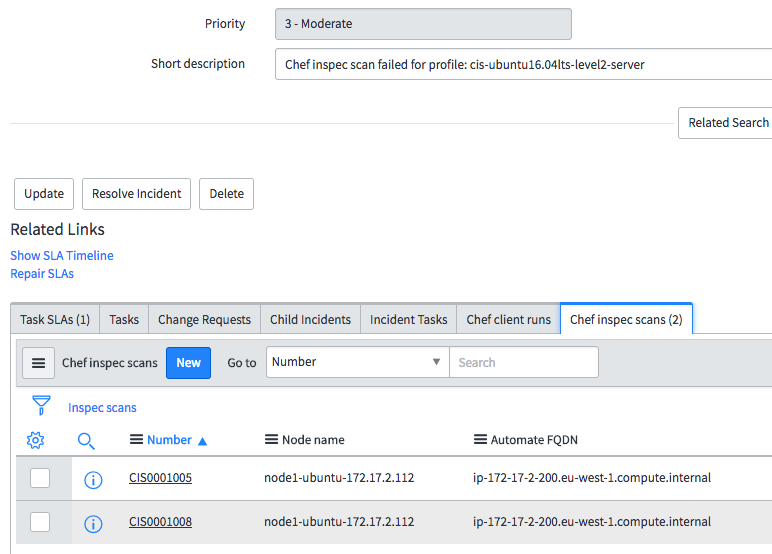 Priority 3 - Moderate
Short description Chef inspec scan failed for profile: cis-ubuntu16.04lts-level2-server
Related Search
Update Resolve Incident Delete
Related Links
Show SLA Timeline
Repair SLAs
Task SLAs (1) Tasks Change Requests Child Incidents Incident Tasks Chef client runs Chef inspec scans (2)
Chef inspec scans New Go to Number Search
Inspec scans
Number Node name Automate FQDN
CIS0001005 node1-ubuntu-172.17.2.112 ip-172-17-2-200.eu-west-1.compute.internal
CIS0001008 node1-ubuntu-172.17.2.112 ip-172-17-2-200.eu-west-1.compute.internal